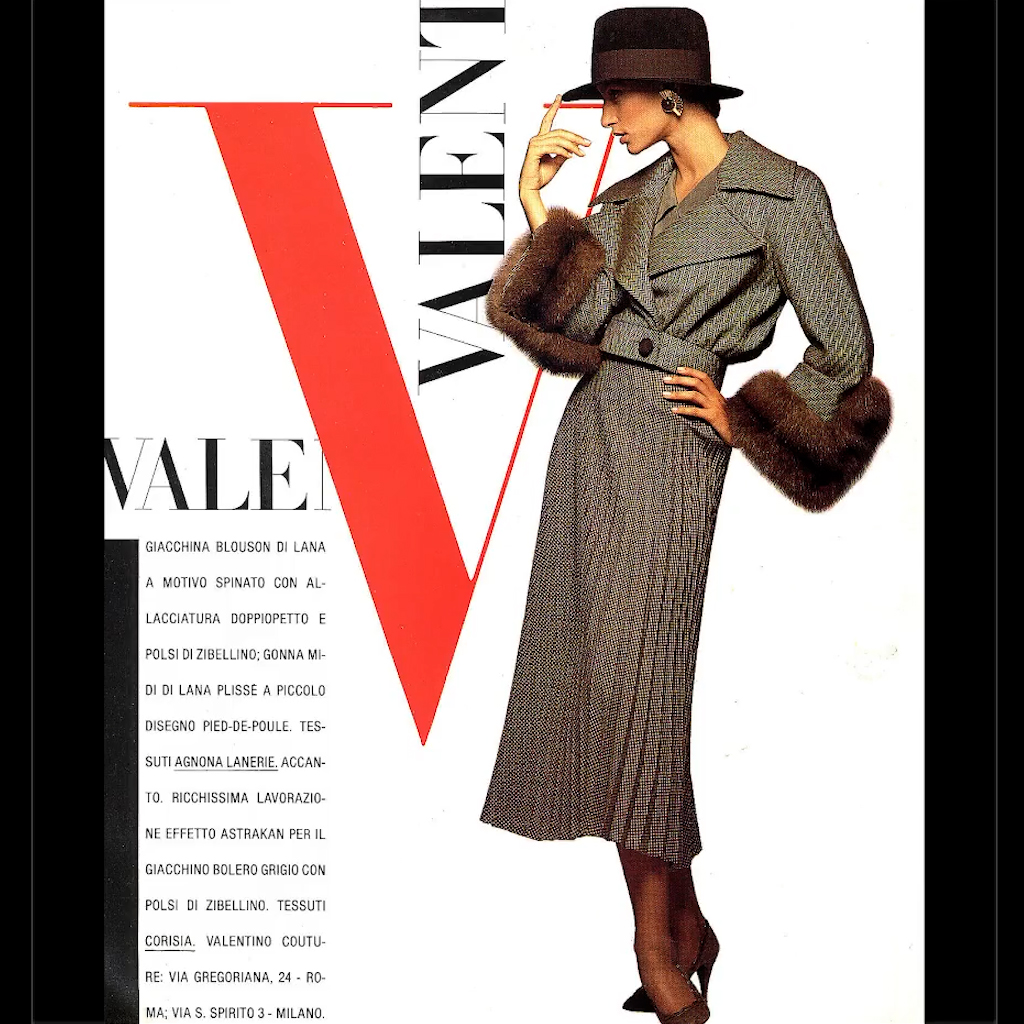 VALENT
V
VALE
GIACCHINA BLOUSON DI LANA
A MOTIVO SPINATO CON AL-
LACCIATURA DOPPIOPETTO E
POLSI DI ZIBELLINO; GONNA MI-
DI DI LANA PLISSÉ A PICCOLO
DISEGNO PIED-DE-POULE. TES-
SUTI AGNONA LANERIE. ACCAN-
TO. RICCHISSIMA LAVORAZIO-
NE EFFETTO ASTRAKAN PER IL
GIACCHINO BOLERO GRIGIO CON
POLSI DI ZIBELLINO. TESSUTI
CORISIA. VALENTINO COUTU-
RE: VIA GREGORIANA, 24 - RO-
MA; VIA S. SPIRITO 3 - MILANO.